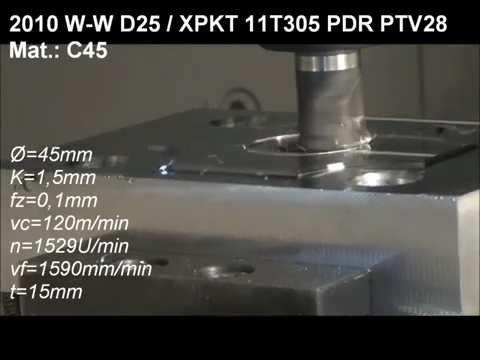 2010 W-W D25 / XPKT 11T305 PDR PTV28
Mat.: C45
Ø=45mm
K=1,5mm
fz=0,1mm
vc=120m/min
n=1529U/min
vf=1590mm/min
t=15mm